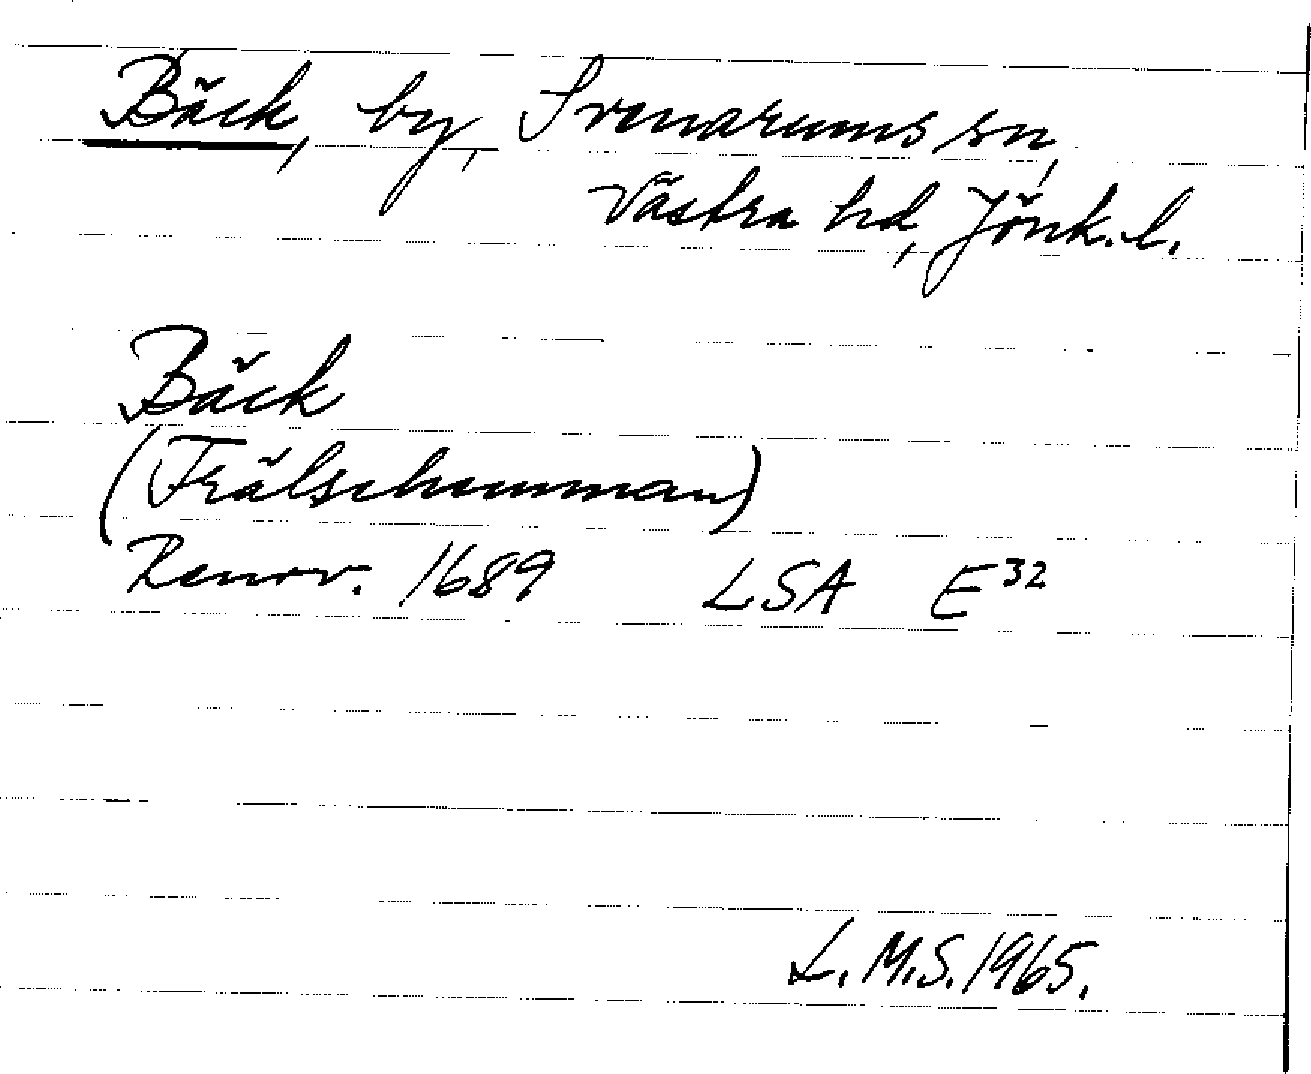 Bäck, by, Svenarums sn,
Västra hd, Jönk. l.
Bäck
(Frälsehemman)
Renov. 1689 LSA E³²
L. M.S. 1965.